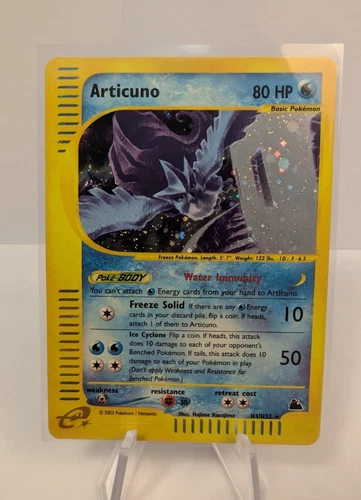 Articuno 80 HP
Basic Pokémon
Freeze Pokémon. Length: 5' 7", Weight: 122 lbs.
Poké-BODY Water Immunity
You can't attach Energy cards from your hand to Articuno.
Freeze Solid If there are any Energy
cards in your discard pile, flip a coin. If heads,
attach 1 of them to Articuno.
10
Ice Cyclone Flip a coin. If heads, this attack
does 10 damage to each of your opponent's
Benched Pokémon. If tails, this attack does
10 damage to each of your Pokémon in play.
(Don't apply Weakness and Resistance for
Benched Pokémon.)
50
weakness resistance retreat cost
-30
e
© 2003 Pokémon / Nintendo Illus. Hajime Kusajima